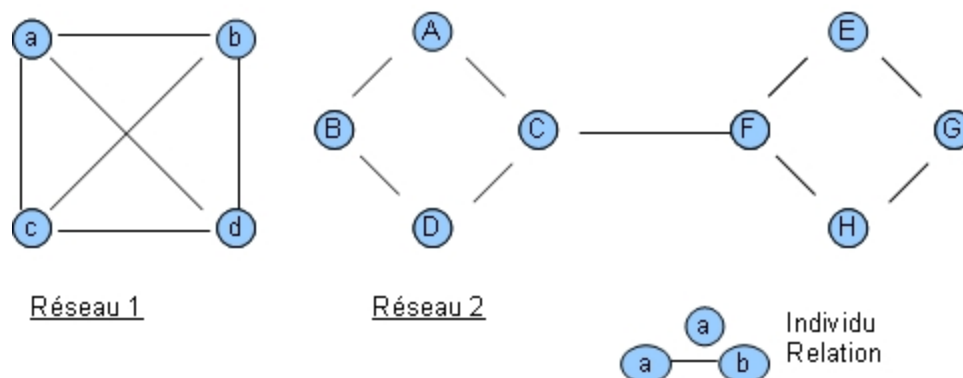 a b A E
B C F G
c d D H
Réseau 1 Réseau 2
a Individu
a b Relation